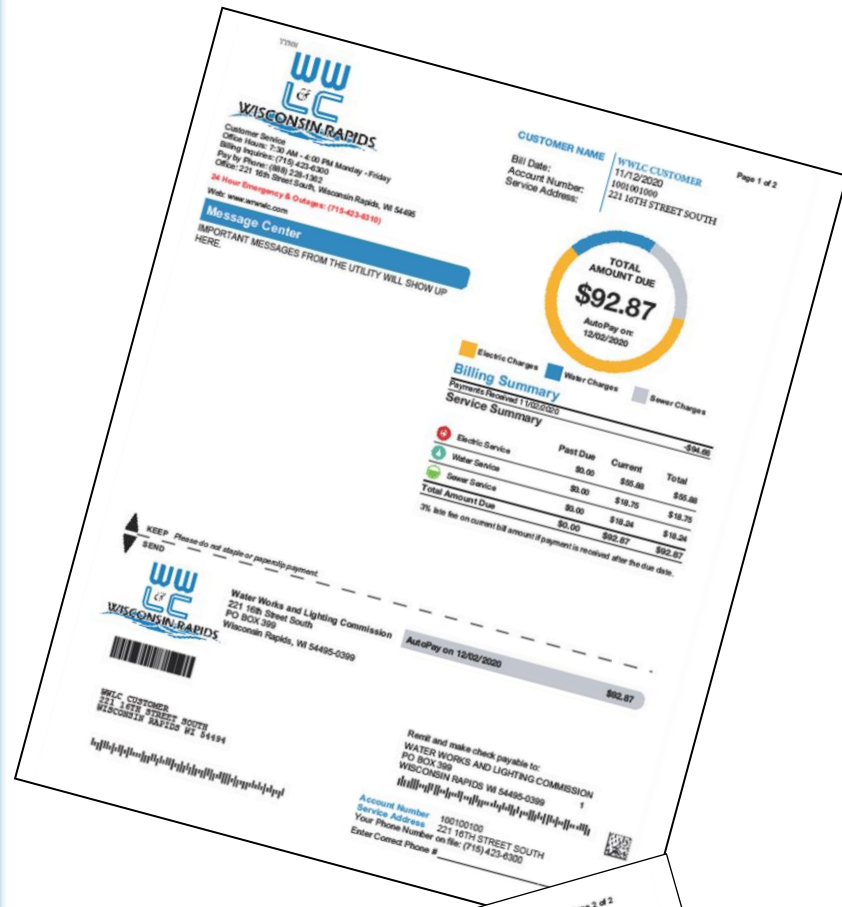 YYNN
WW
L & C
WISCONSIN RAPIDS
Customer Service
Office Hours: 7:30 AM - 4:00 PM Monday - Friday
Billing Inquiries: (715) 423-6300
Pay by Phone: (888) 228-1362
Office: 221 16th Street South, Wisconsin Rapids, WI 54495
24 Hour Emergency & Outages: (715-423-6310)
Web: www.wwwlc.com
Message Center
IMPORTANT MESSAGES FROM THE UTILITY WILL SHOW UP
HERE.
CUSTOMER NAME WWLC CUSTOMER
Page 1 of 2
Bill Date: 11/12/2020
Account Number: 1001001000
Service Address: 221 16TH STREET SOUTH
TOTAL
AMOUNT DUE
$92.87
AutoPay on:
12/02/2020
Electric Charges Water Charges Sewer Charges
Billing Summary
Payments Received 11/02/2020 -$94.66
Service Summary
Past Due Current Total
Electric Service $0.00 $55.88 $55.88
Water Service $0.00 $18.75 $18.75
Sewer Service $0.00 $18.24 $18.24
Total Amount Due $0.00 $92.87 $92.87
3% late fee on current bill amount if payment is received after the due date.
KEEP Please do not staple or paperclip payment.
SEND
WW
L & C
WISCONSIN RAPIDS
Water Works and Lighting Commission
221 16th Street South
PO BOX 399
Wisconsin Rapids, WI 54495-0399
AutoPay on 12/02/2020 $92.87
WWLC CUSTOMER
221 16TH STREET SOUTH
WISCONSIN RAPIDS WI 54494
Remit and make check payable to:
WATER WORKS AND LIGHTING COMMISSION
PO BOX 399
WISCONSIN RAPIDS WI 54495-0399
1
Account Number 100100100
Service Address 221 16TH STREET SOUTH
Your Phone Number on file: (715) 423-6300
Enter Correct Phone #
2 of 2